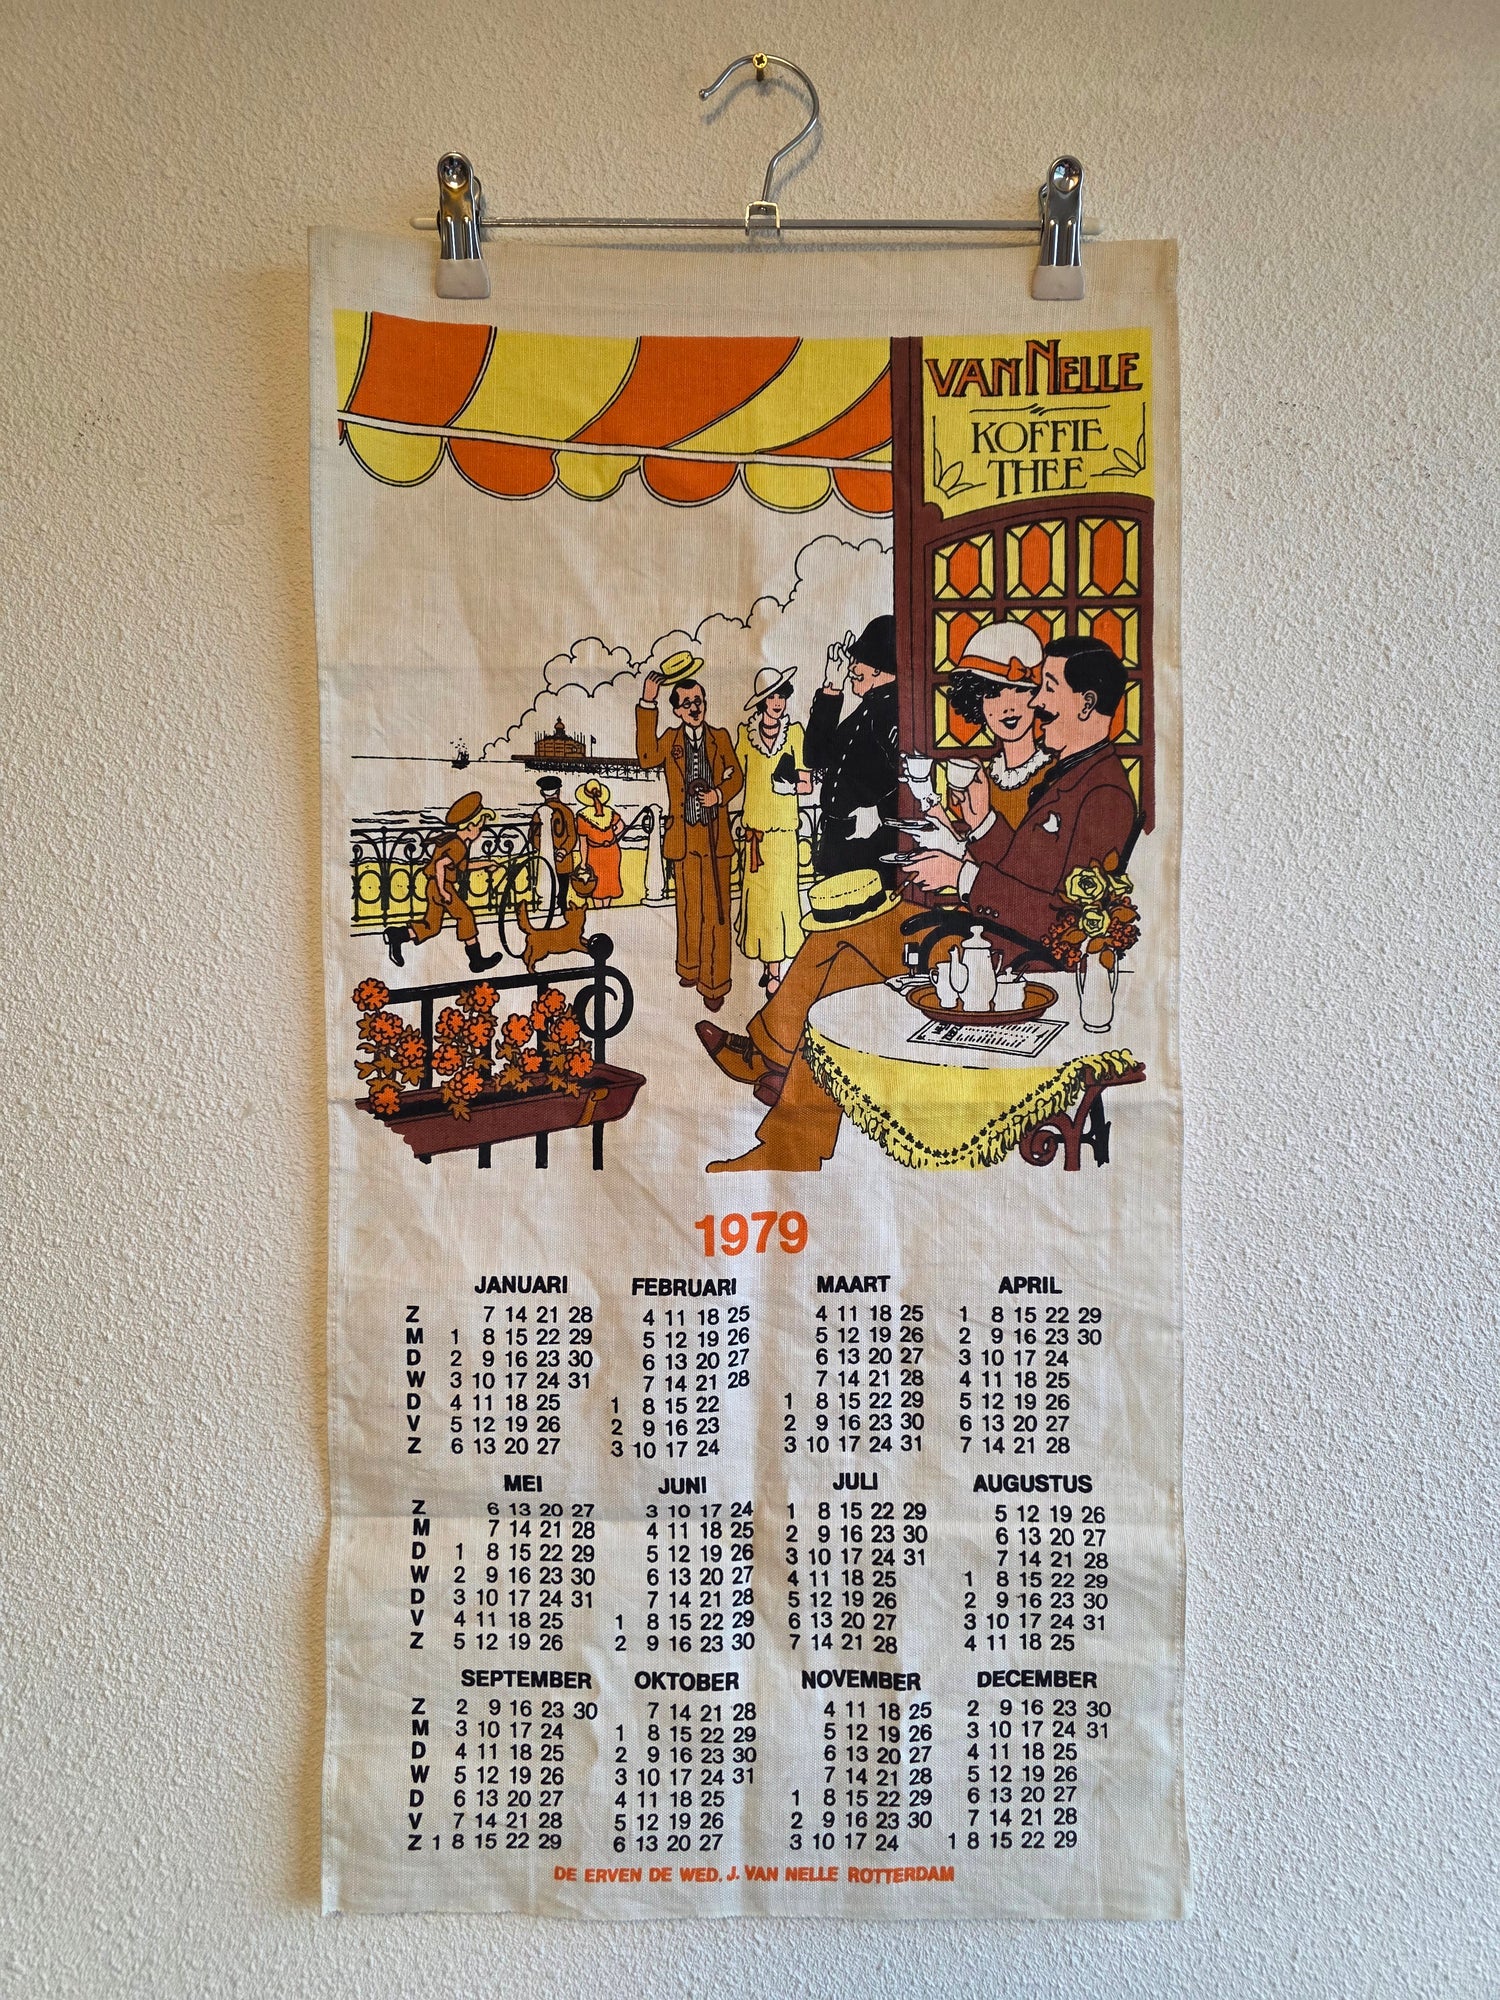 VAN NELLE
KOFFIE
THEE
1979
JANUARI FEBRUARI MAART APRIL
Z 7 14 21 28 4 11 18 25 4 11 18 25 1 8 15 22 29
M 1 8 15 22 29 5 12 19 26 5 12 19 26 2 9 16 23 30
D 2 9 16 23 30 6 13 20 27 6 13 20 27 3 10 17 24
W 3 10 17 24 31 7 14 21 28 7 14 21 28 4 11 18 25
D 4 11 18 25 1 8 15 22 1 8 15 22 29 5 12 19 26
V 5 12 19 26 2 9 16 23 2 9 16 23 30 6 13 20 27
Z 6 13 20 27 3 10 17 24 3 10 17 24 31 7 14 21 28
MEI JUNI JULI AUGUSTUS
Z 6 13 20 27 3 10 17 24 1 8 15 22 29 5 12 19 26
M 7 14 21 28 4 11 18 25 2 9 16 23 30 6 13 20 27
D 1 8 15 22 29 5 12 19 26 3 10 17 24 31 7 14 21 28
W 2 9 16 23 30 6 13 20 27 4 11 18 25 1 8 15 22 29
D 3 10 17 24 31 7 14 21 28 5 12 19 26 2 9 16 23 30
V 4 11 18 25 1 8 15 22 29 6 13 20 27 3 10 17 24 31
Z 5 12 19 26 2 9 16 23 30 7 14 21 28 4 11 18 25
SEPTEMBER OKTOBER NOVEMBER DECEMBER
Z 2 9 16 23 30 7 14 21 28 4 11 18 25 2 9 16 23 30
M 3 10 17 24 1 8 15 22 29 5 12 19 26 3 10 17 24 31
D 4 11 18 25 2 9 16 23 30 6 13 20 27 4 11 18 25
W 5 12 19 26 3 10 17 24 31 7 14 21 28 5 12 19 26
D 6 13 20 27 4 11 18 25 1 8 15 22 29 6 13 20 27
V 7 14 21 28 5 12 19 26 2 9 16 23 30 7 14 21 28
Z 1 8 15 22 29 6 13 20 27 3 10 17 24 1 8 15 22 29
DE ERVEN DE WED. J. VAN NELLE ROTTERDAM